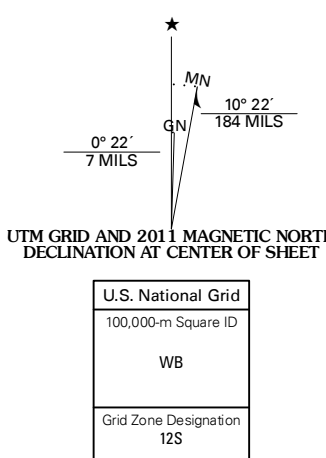 ★
MN
GN
10° 22´
184 MILS
0° 22´
7 MILS
UTM GRID AND 2011 MAGNETIC NORTH
DECLINATION AT CENTER OF SHEET
U.S. National Grid
100,000-m Square ID
WB
Grid Zone Designation
12S